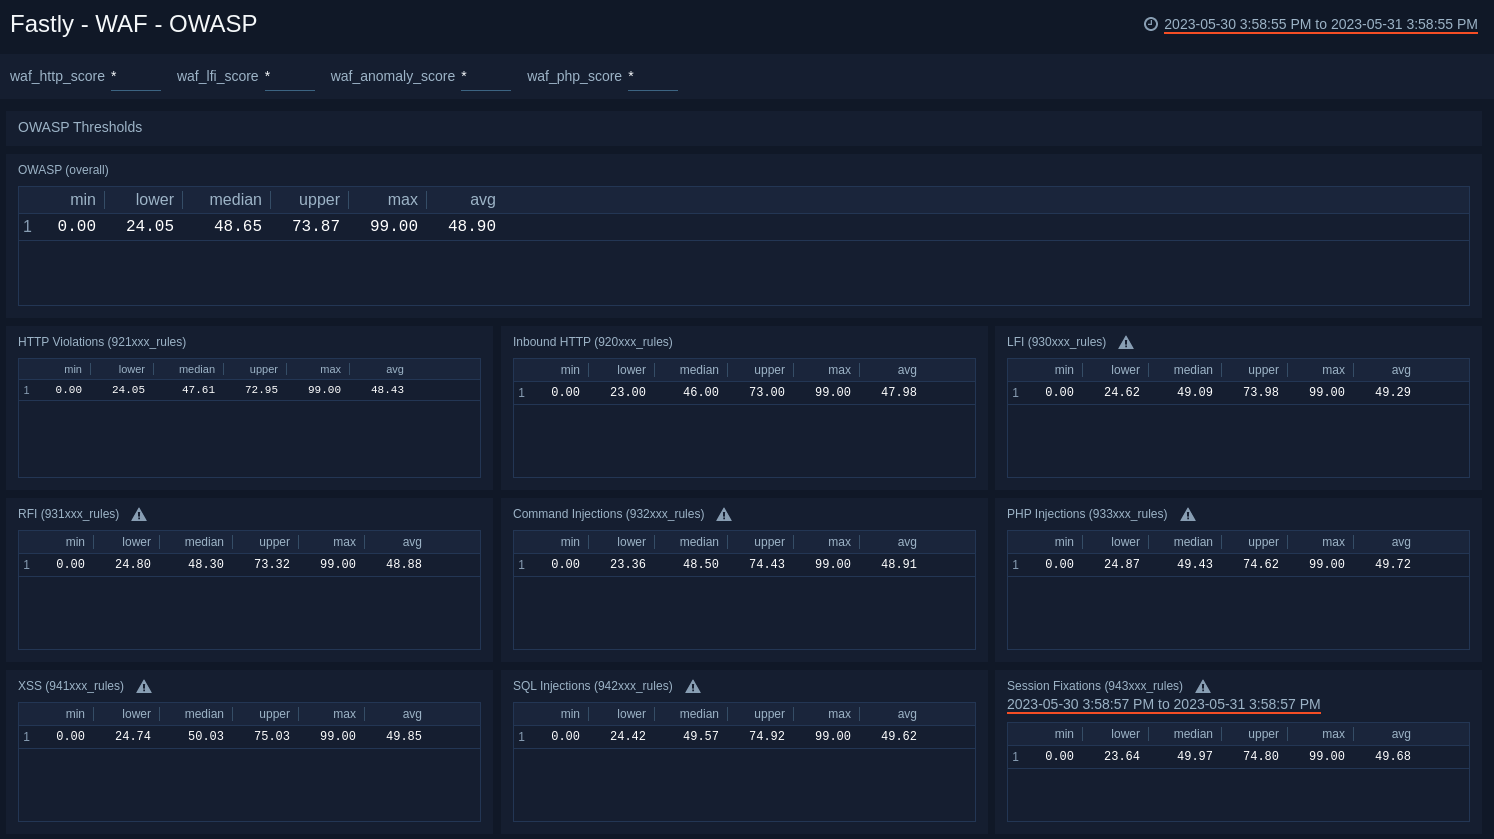 Fastly - WAF - OWASP
2023-05-30 3:58:55 PM to 2023-05-31 3:58:55 PM
waf_http_score * waf_lfi_score * waf_anomaly_score * waf_php_score *
OWASP Thresholds
OWASP (overall)
min lower median upper max avg
1 0.00 24.05 48.65 73.87 99.00 48.90
HTTP Violations (921xxx_rules)
min lower median upper max avg
1 0.00 24.05 47.61 72.95 99.00 48.43
Inbound HTTP (920xxx_rules)
min lower median upper max avg
1 0.00 23.00 46.00 73.00 99.00 47.98
LFI (930xxx_rules)
min lower median upper max avg
1 0.00 24.62 49.09 73.98 99.00 49.29
RFI (931xxx_rules)
min lower median upper max avg
1 0.00 24.80 48.30 73.32 99.00 48.88
Command Injections (932xxx_rules)
min lower median upper max avg
1 0.00 23.36 48.50 74.43 99.00 48.91
PHP Injections (933xxx_rules)
min lower median upper max avg
1 0.00 24.87 49.43 74.62 99.00 49.72
XSS (941xxx_rules)
min lower median upper max avg
1 0.00 24.74 50.03 75.03 99.00 49.85
SQL Injections (942xxx_rules)
min lower median upper max avg
1 0.00 24.42 49.57 74.92 99.00 49.62
Session Fixations (943xxx_rules)
2023-05-30 3:58:57 PM to 2023-05-31 3:58:57 PM
min lower median upper max avg
1 0.00 23.64 49.97 74.80 99.00 49.68